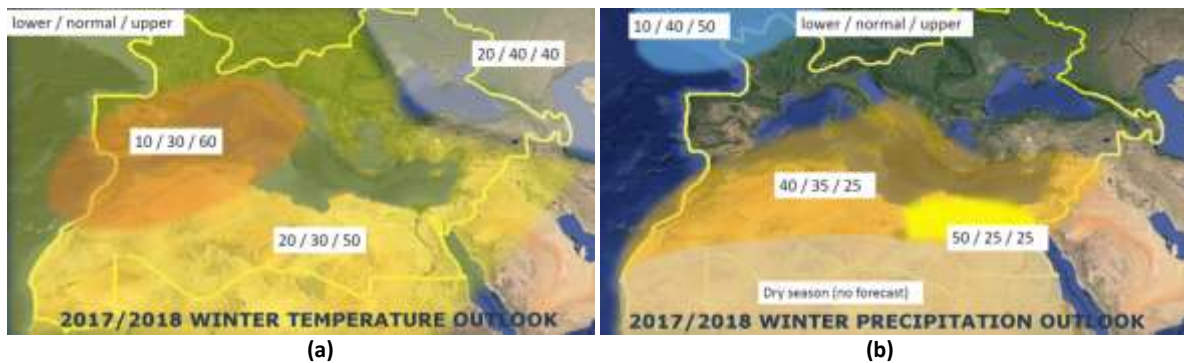 lower / normal / upper
20 / 40 / 40
10 / 30 / 60
20 / 30 / 50
2017/2018 WINTER TEMPERATURE OUTLOOK
(a)
lower / normal / upper
10 / 40 / 50
40 / 35 / 25
50 / 25 / 25
Dry season (no forecast)
2017/2018 WINTER PRECIPITATION OUTLOOK
(b)